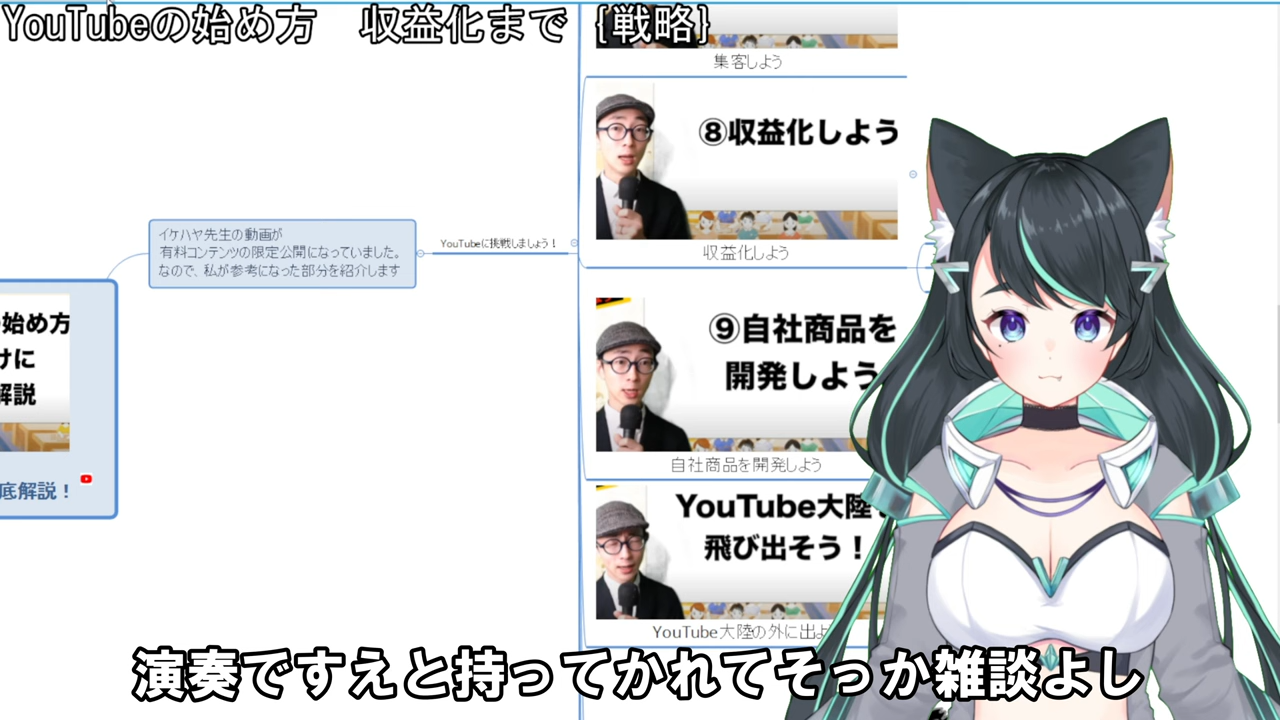 YouTubeの始め方　収益化まで　{戦略}
集客しよう
⑧収益化しよう
収益化しよう
イケハヤ先生の動画が
有料コンテンツの限定公開になっていました。
なので、私が参考になった部分を紹介します
YouTubeに挑戦しましょう！
始め方
けに
解説
底解説！
⑨自社商品を
開発しよう
自社商品を開発しよう
YouTube大陸
飛び出そう！
YouTube大陸の外に出よ
演奏ですえと持ってかれてそっか雑談よし